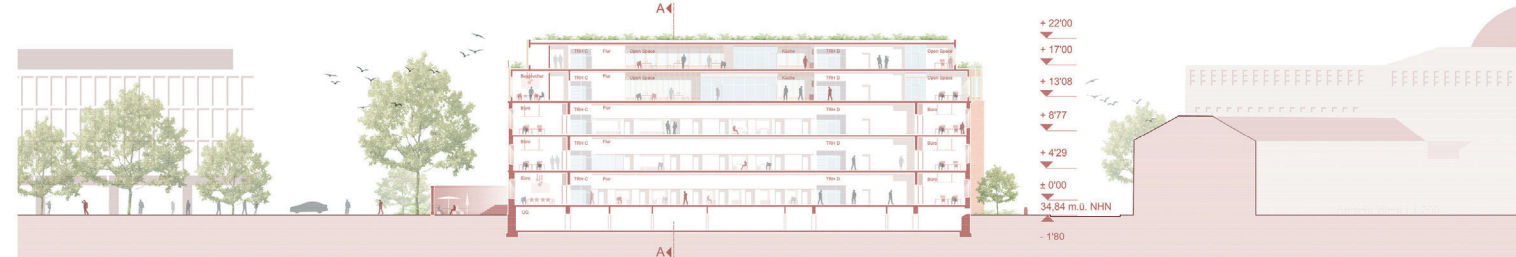 A
+ 22'00
+ 17'00
+ 13'08
+ 8'77
+ 4'29
± 0'00
34,84 m.ü. NHN
- 1'80
TRH C Flur Open Space Küche TRH D Open Space
TRH C Flur Open Space Küche TRH D Open Space
Büro TRH C Flur TRH D Büro
Büro TRH C Flur TRH D Büro
Büro TRH C Flur TRH D Büro
UG
A